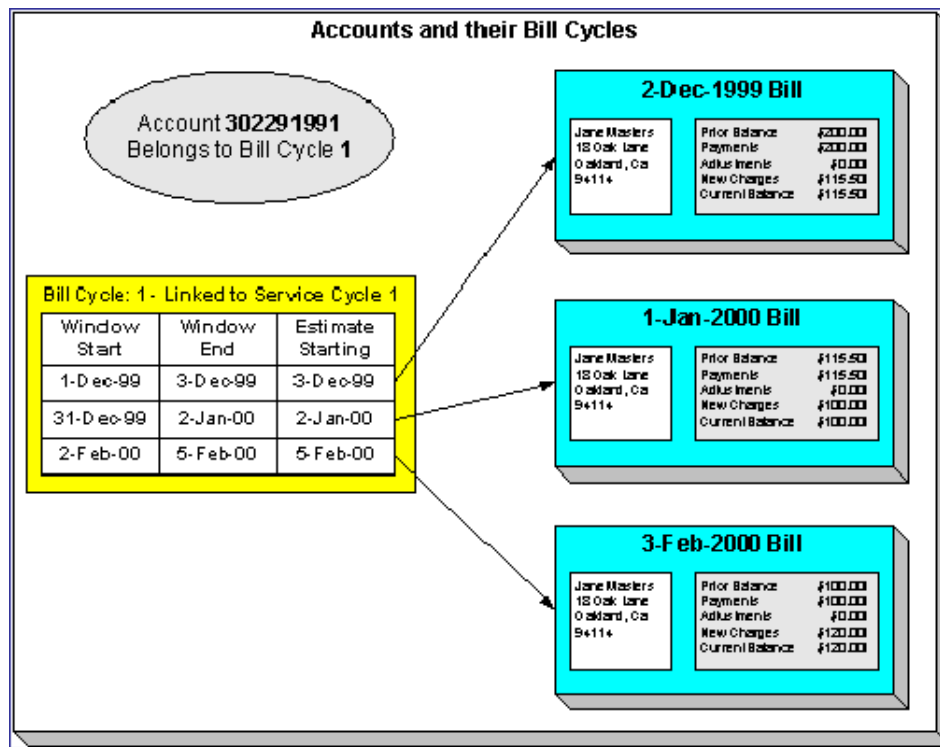 Accounts and their Bill Cycles
Account 302291991
Belongs to Bill Cycle 1
Bill Cycle: 1 - Linked to Service Cycle 1
Window Start Window End Estimate Starting
1-Dec-99 3-Dec-99 3-Dec-99
31-Dec-99 2-Jan-00 2-Jan-00
2-Feb-00 5-Feb-00 5-Feb-00
2-Dec-1999 Bill
Jane Masters
18 Oak Lane
Oakland, Ca
94114
Prior Balance $200.00
Payments $200.00
Adjustments $0.00
New Charges $115.50
Current Balance $115.50
1-Jan-2000 Bill
Jane Masters
18 Oak Lane
Oakland, Ca
94114
Prior Balance $115.50
Payments $115.50
Adjustments $0.00
New Charges $100.00
Current Balance $100.00
3-Feb-2000 Bill
Jane Masters
18 Oak Lane
Oakland, Ca
94114
Prior Balance $100.00
Payments $100.00
Adjustments $0.00
New Charges $120.00
Current Balance $120.00